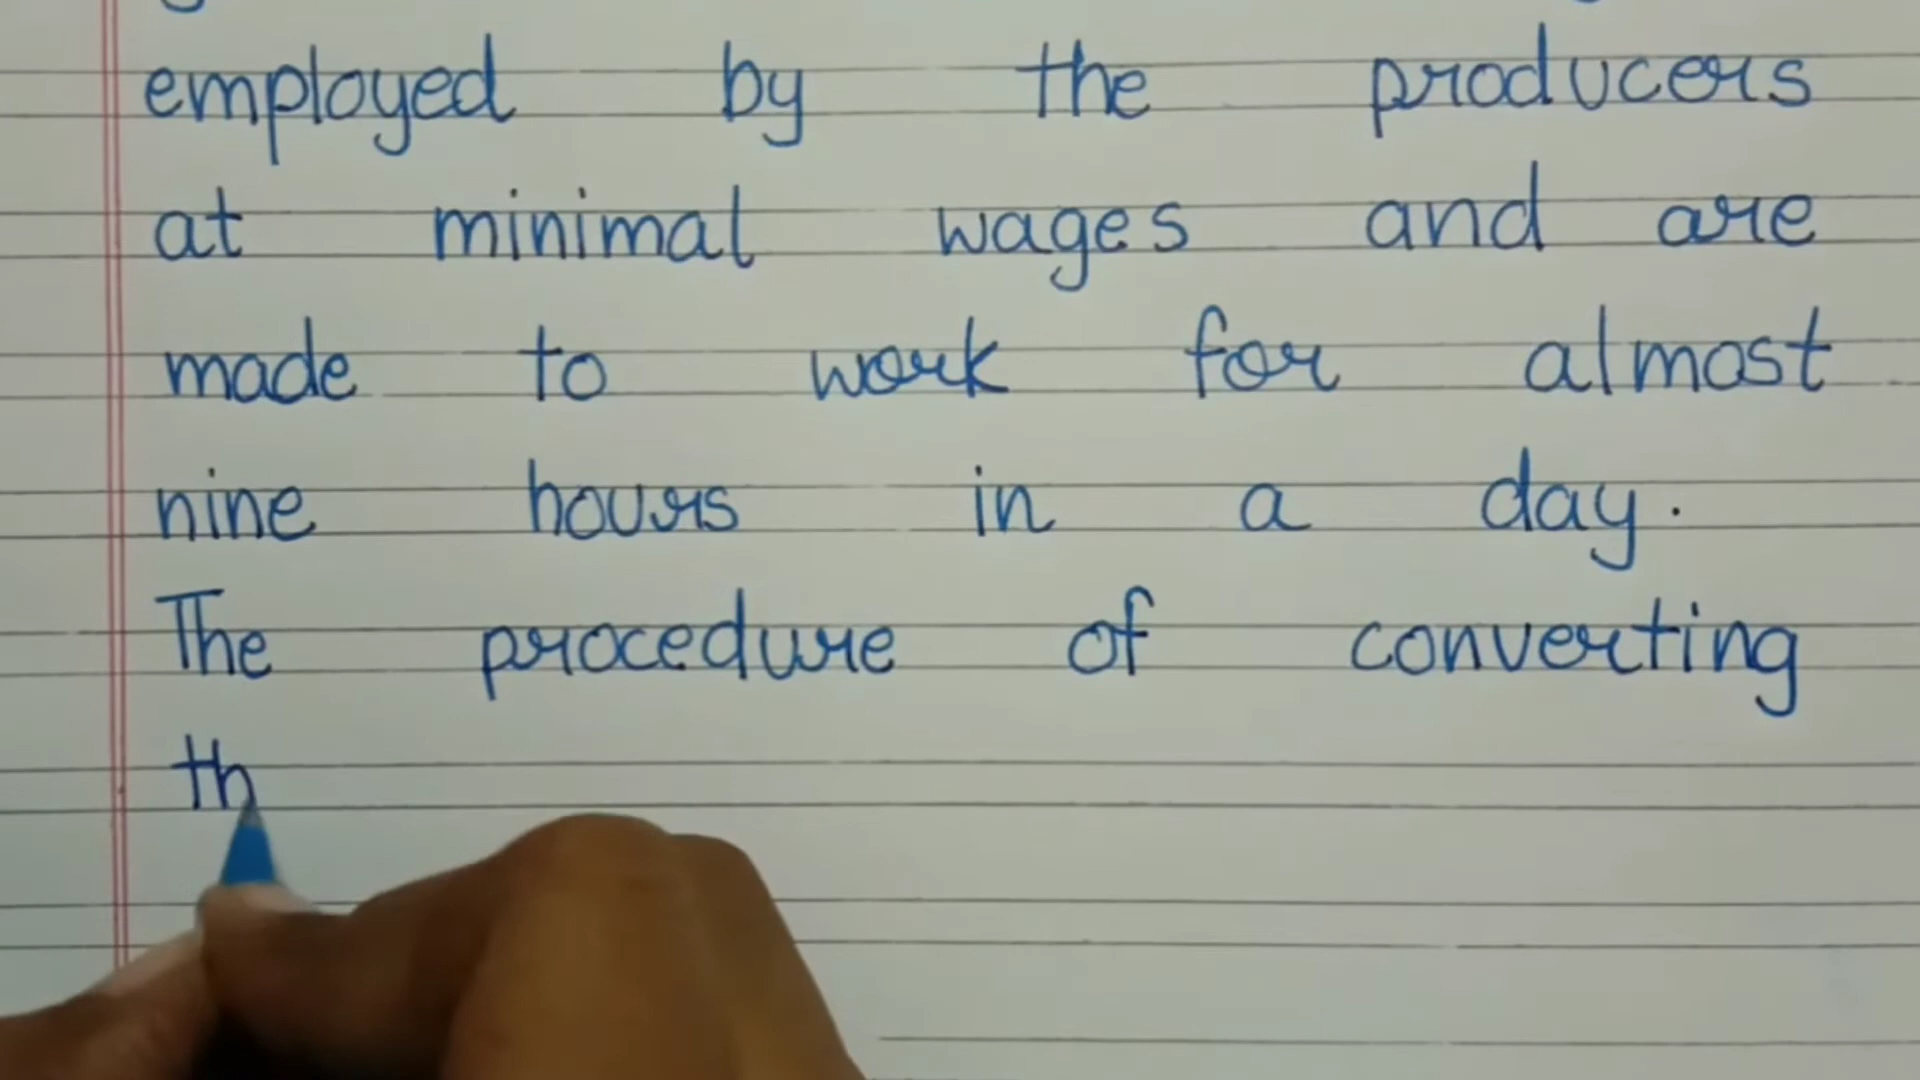 employed by the producers
at minimal wages and are
made to work for almost
nine hours in a day.
The procedure of converting
th